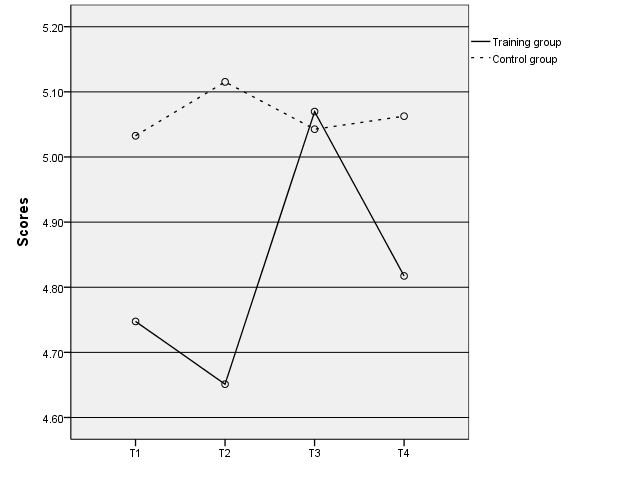 5.20
5.10
5.00
4.90
4.80
4.70
4.60
Scores
T1 T2 T3 T4
Training group
Control group